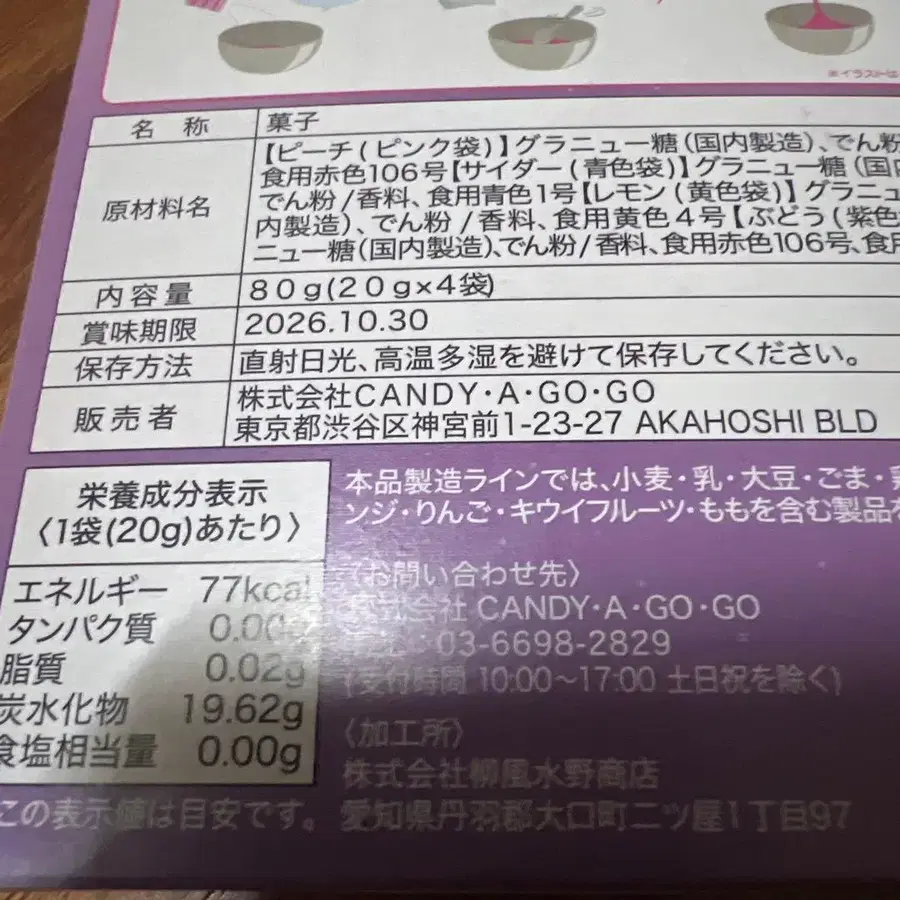 ※イラストは
名 称 菓子
原材料名 【ピーチ(ピンク袋)】グラニュー糖(国内製造)、でん粉
食用赤色106号【サイダー(青色袋)】グラニュー糖(国
でん粉/香料、食用青色1号【レモン(黄色袋)】グラニュ
内製造)、でん粉/香料、食用黄色4号【ぶどう(紫色
ニュー糖(国内製造)、でん粉/香料、食用赤色106号、食用
内容量 80g(20g×4袋)
賞味期限 2026.10.30
保存方法 直射日光、高温多湿を避けて保存してください。
販売者 株式会社CANDY・A・GO・GO
東京都渋谷区神宮前1-23-27 AKAHOSHI BLD
栄養成分表示
〈1袋(20g)あたり〉
エネルギー 77kcal
タンパク質 0.00g
脂質 0.02g
炭水化物 19.62g
食塩相当量 0.00g
この表示値は目安です。
本品製造ラインでは、小麦・乳・大豆・ごま・
ンジ・りんご・キウイフルーツ・ももを含む製品を
〈お問い合わせ先〉
株式会社 CANDY・A・GO・GO
03-6698-2829
(受付時間 10:00〜17:00 土日祝を除く)
〈加工所〉
株式会社柳凰水野商店
愛知県丹羽郡大口町二ツ屋1丁目97